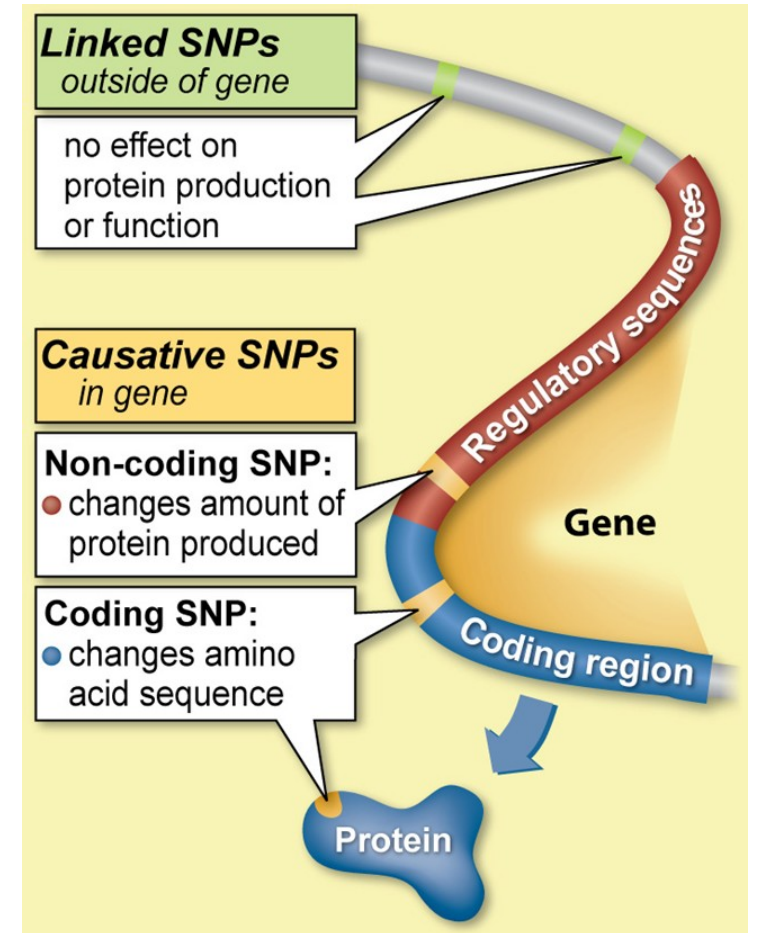 Linked SNPs
outside of gene
no effect on
protein production
or function
Regulatory sequences
Causative SNPs
in gene
Non-coding SNP:
changes amount of
protein produced
Gene
Coding SNP:
changes amino
acid sequence
Coding region
Protein